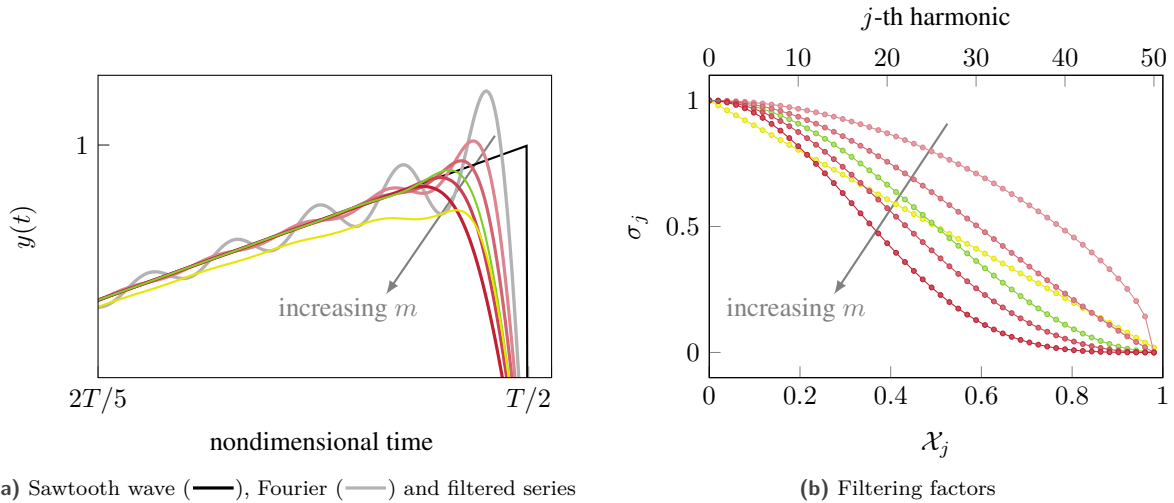 1
y(t)
increasing m
2T/5
T/2
nondimensional time
a) Sawtooth wave (—), Fourier (—) and filtered series
j-th harmonic
0 10 20 30 40 50
1
0.5
0
σj
increasing m
0 0.2 0.4 0.6 0.8 1
𝒳j
(b) Filtering factors